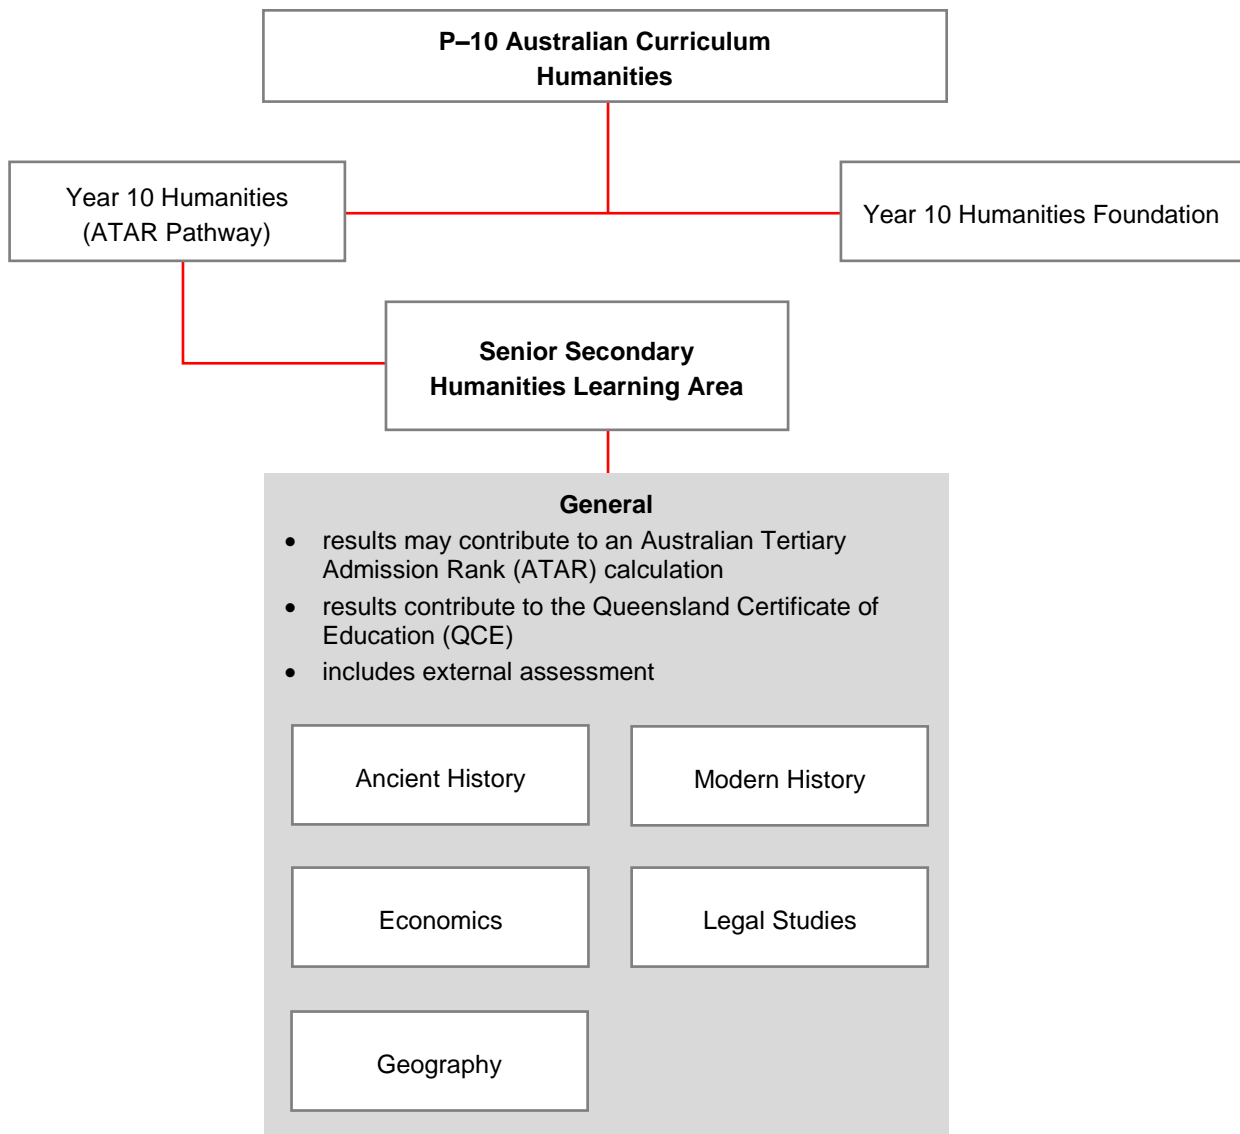 P–10 Australian Curriculum
Humanities
Year 10 Humanities
(ATAR Pathway)
Year 10 Humanities Foundation
Senior Secondary
Humanities Learning Area
General
• results may contribute to an Australian Tertiary
Admission Rank (ATAR) calculation
• results contribute to the Queensland Certificate of
Education (QCE)
• includes external assessment
Ancient History
Modern History
Economics
Legal Studies
Geography